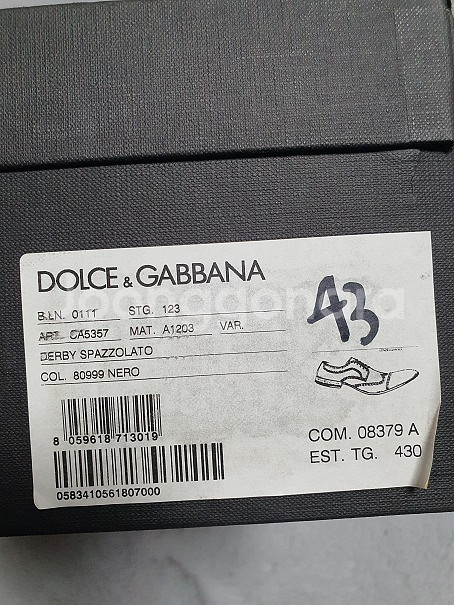 DOLCE & GABBANA
B.LN. 0111 STG. 123
43
ART. CA5357 MAT. A1203 VAR.
DERBY SPAZZOLATO
COL. 80999 NERO
8 059618 713019
COM. 08379 A
EST. TG. 430
0583410561807000
joonggonara